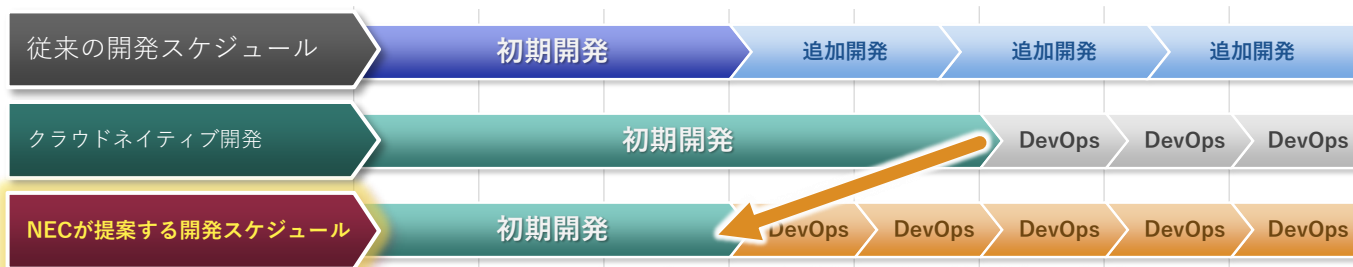 従来の開発スケジュール 初期開発 追加開発 追加開発 追加開発
クラウドネイティブ開発 初期開発 DevOps DevOps DevOps
NECが提案する開発スケジュール 初期開発 DevOps DevOps DevOps DevOps DevOps